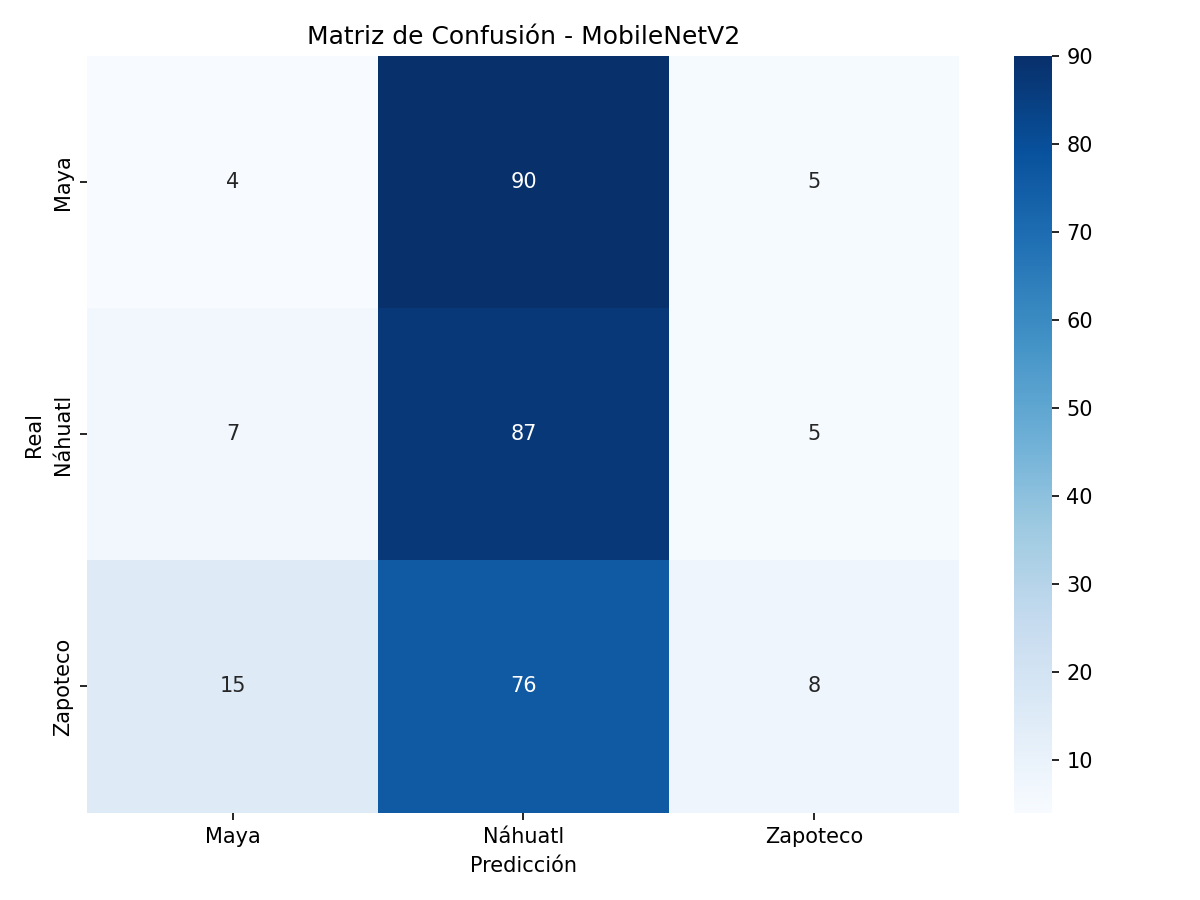 Matriz de Confusión - MobileNetV2
Real
Maya
4 90 5
Náhuatl
7 87 5
Zapoteco
15 76 8
Maya Náhuatl Zapoteco
Predicción
90
80
70
60
50
40
30
20
10